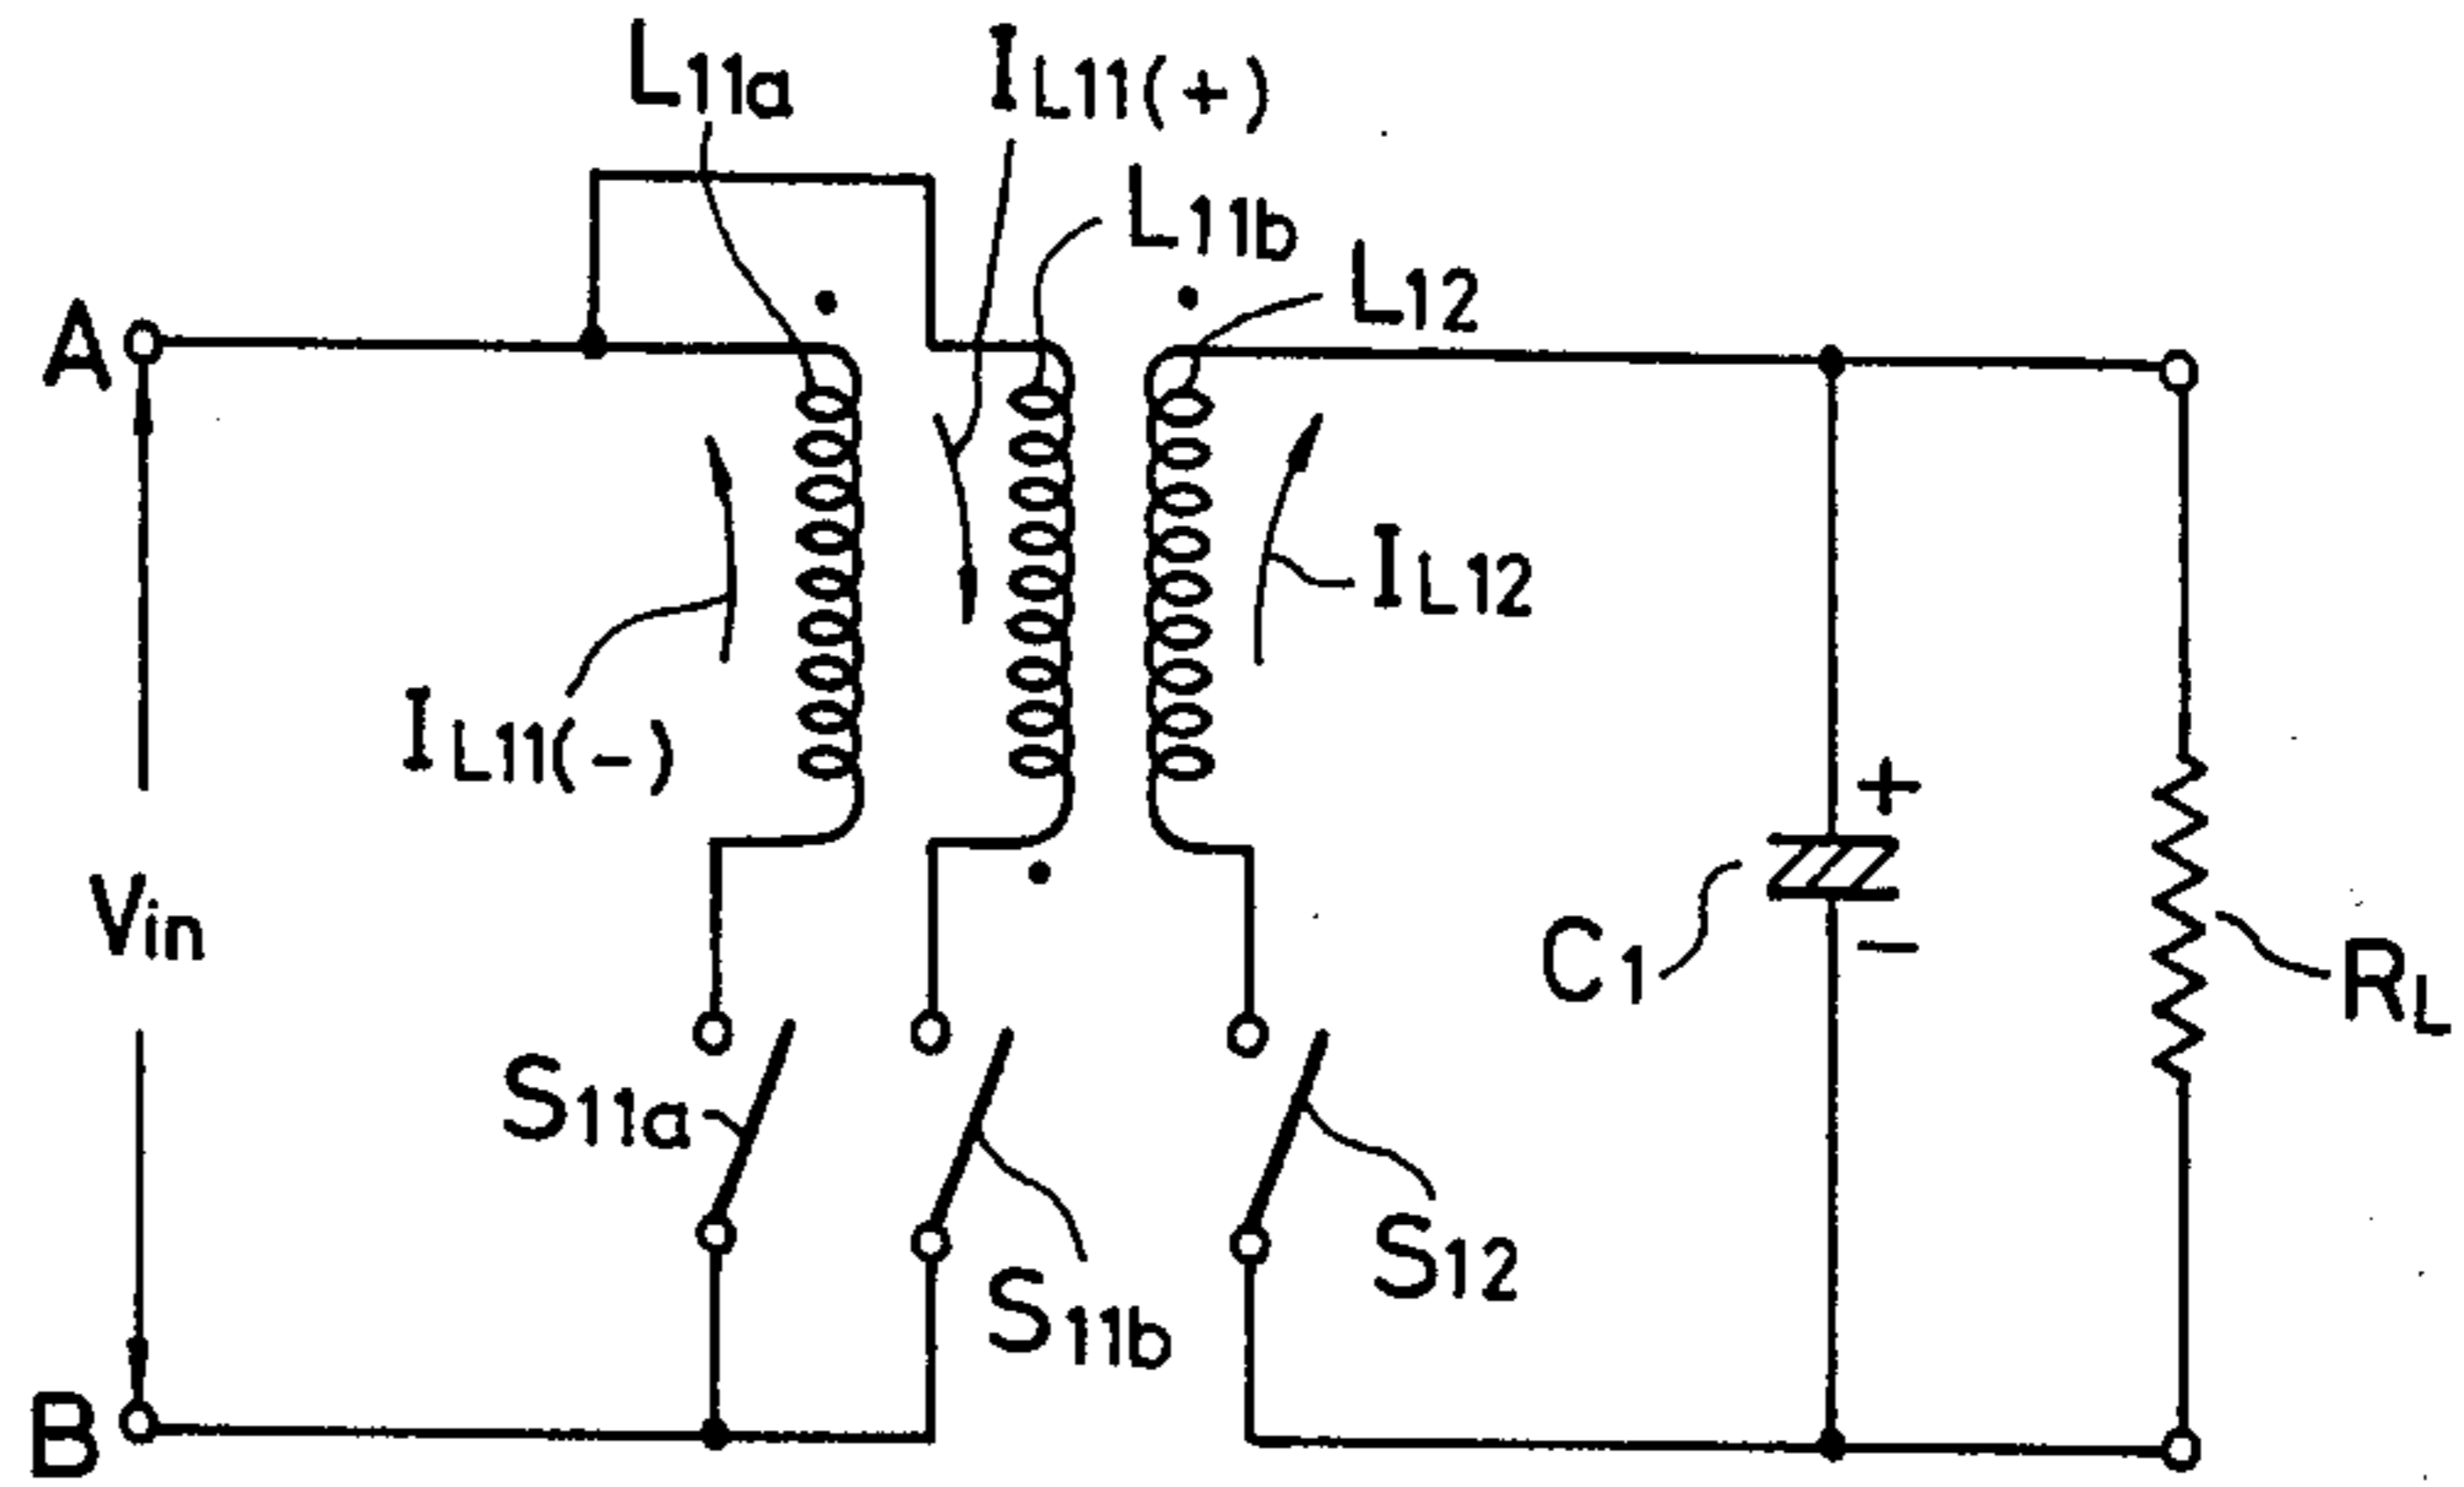 L11a
IL11(+)
L11b
L12
A
IL12
IL11(-)
+
Vin
C1
-
RL
S11a
S12
S11b
B